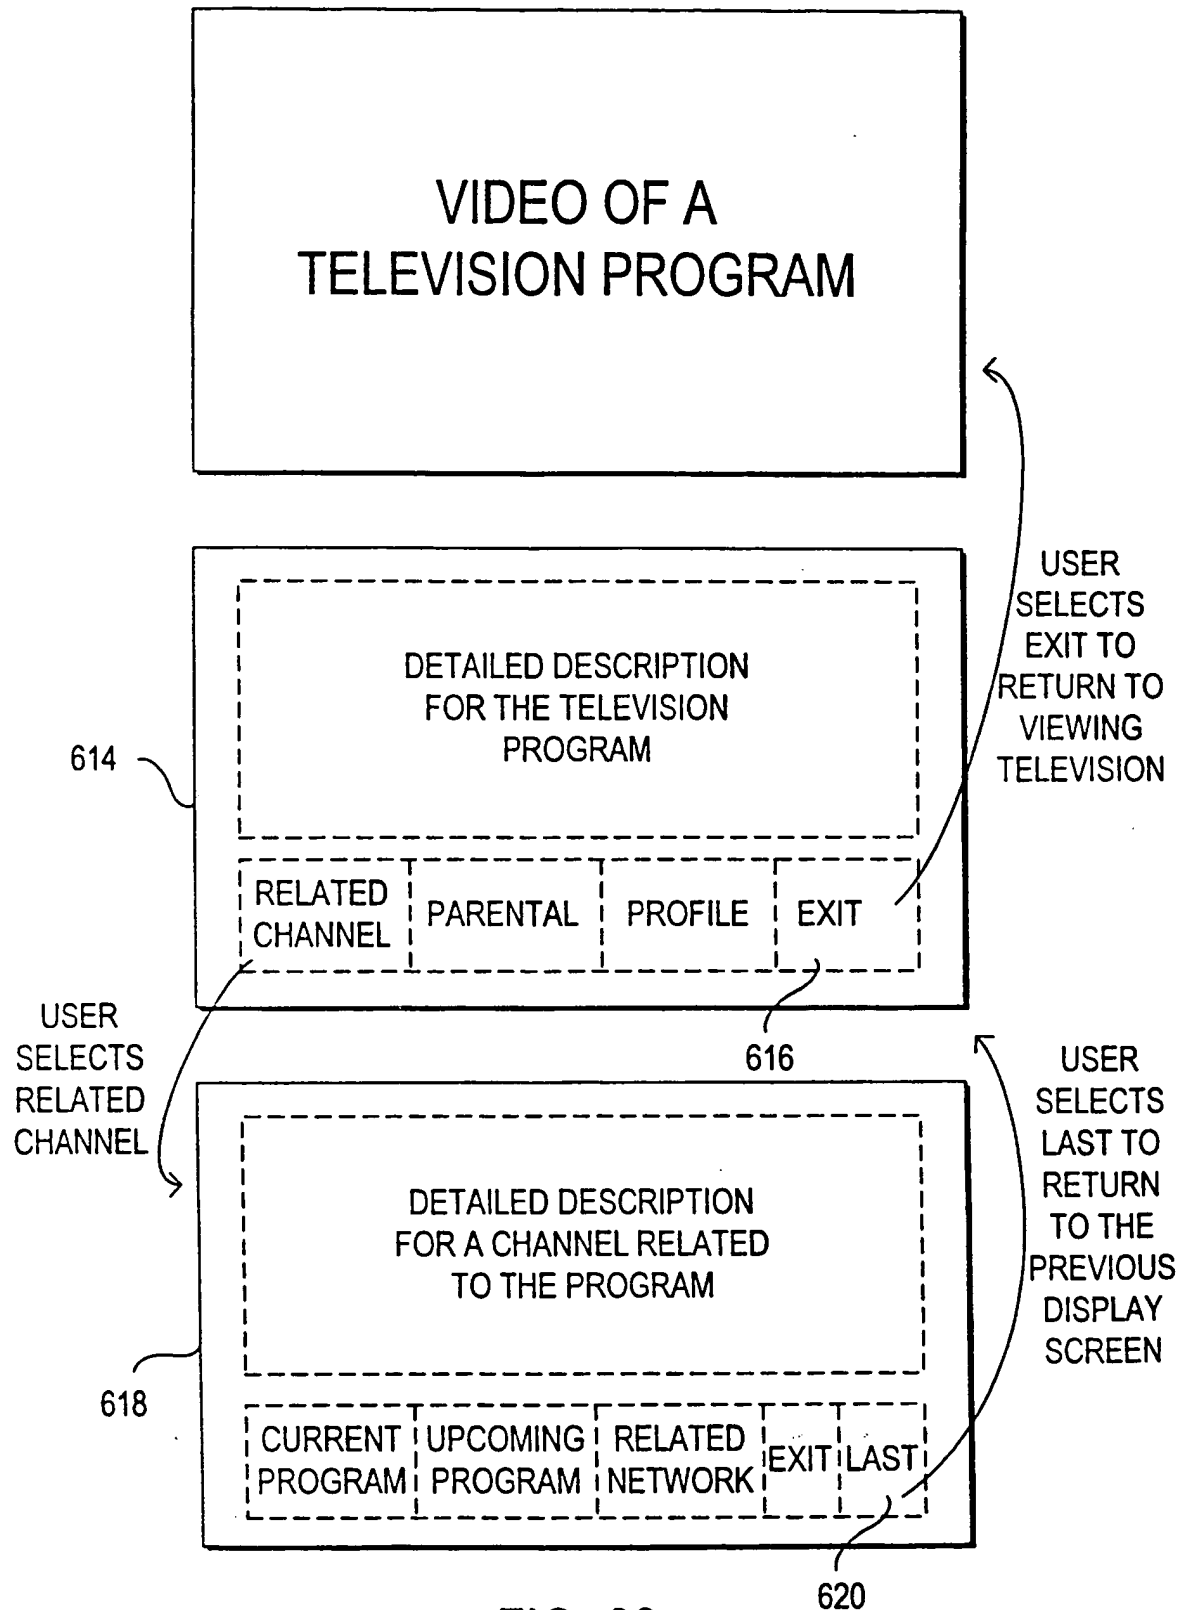 VIDEO OF A
TELEVISION PROGRAM
USER
SELECTS
EXIT TO
RETURN TO
VIEWING
TELEVISION
DETAILED DESCRIPTION
FOR THE TELEVISION
PROGRAM
614
RELATED
CHANNEL
PARENTAL
PROFILE
EXIT
616
USER
SELECTS
RELATED
CHANNEL
USER
SELECTS
LAST TO
RETURN
TO THE
PREVIOUS
DISPLAY
SCREEN
DETAILED DESCRIPTION
FOR A CHANNEL RELATED
TO THE PROGRAM
618
CURRENT
PROGRAM
UPCOMING
PROGRAM
RELATED
NETWORK
EXIT
LAST
620